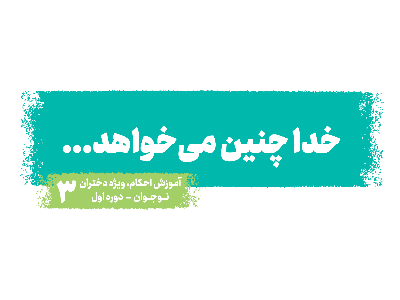 خدا چنین می‌خواهد...
آموزش احکام، ویژه دختران
نوجوان - دوره اول
۳